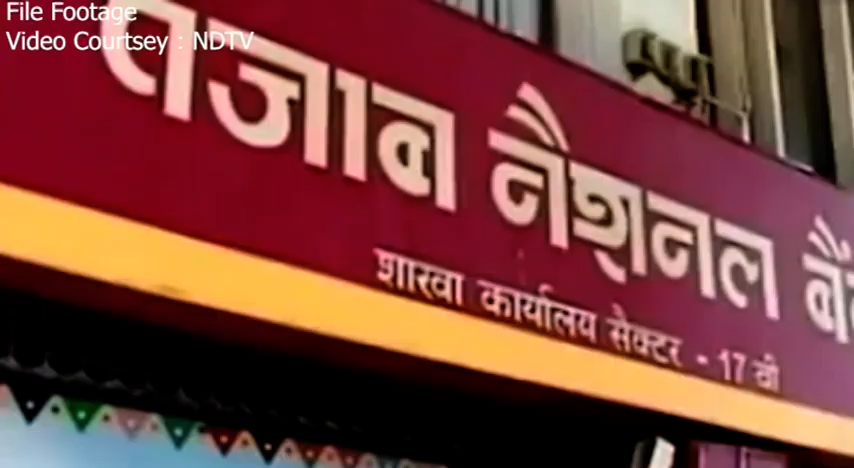 File Footage
Video Courtsey : NDTV
पंजाब नैशनल बैंक
शाखा कार्यालय सैक्टर - 17 बी